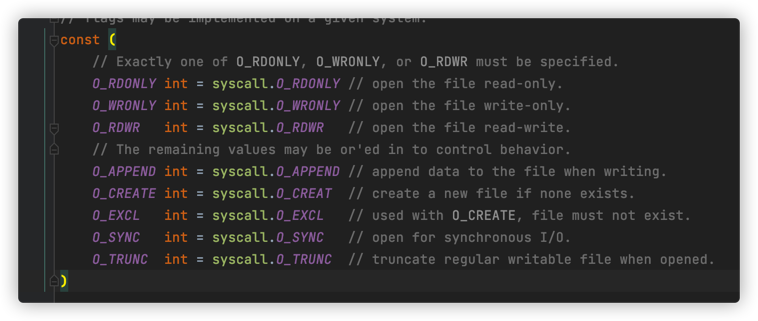 // flags may be implemented on a given system.
const (
    // Exactly one of O_RDONLY, O_WRONLY, or O_RDWR must be specified.
    O_RDONLY int = syscall.O_RDONLY // open the file read-only.
    O_WRONLY int = syscall.O_WRONLY // open the file write-only.
    O_RDWR   int = syscall.O_RDWR   // open the file read-write.
    // The remaining values may be or'ed in to control behavior.
    O_APPEND int = syscall.O_APPEND // append data to the file when writing.
    O_CREATE int = syscall.O_CREAT  // create a new file if none exists.
    O_EXCL   int = syscall.O_EXCL   // used with O_CREATE, file must not exist.
    O_SYNC   int = syscall.O_SYNC   // open for synchronous I/O.
    O_TRUNC  int = syscall.O_TRUNC  // truncate regular writable file when opened.
)